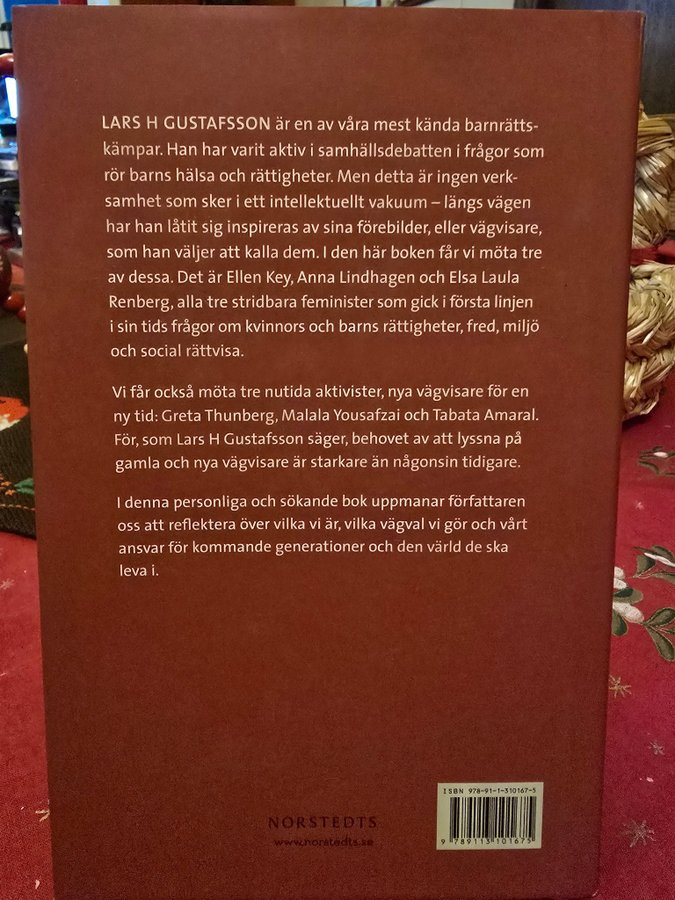 LARS H GUSTAFSSON är en av våra mest kända barnrätts-
kämpar. Han har varit aktiv i samhällsdebatten i frågor som
rör barns hälsa och rättigheter. Men detta är ingen verk-
samhet som sker i ett intellektuellt vakuum – längs vägen
har han låtit sig inspireras av sina förebilder, eller vägvisare,
som han väljer att kalla dem. I den här boken får vi möta tre
av dessa. Det är Ellen Key, Anna Lindhagen och Elsa Laula
Renberg, alla tre stridbara feminister som gick i första linjen
i sin tids frågor om kvinnors och barns rättigheter, fred, miljö
och social rättvisa.
Vi får också möta tre nutida aktivister, nya vägvisare för en
ny tid: Greta Thunberg, Malala Yousafzai och Tabata Amaral.
För, som Lars H Gustafsson säger, behovet av att lyssna på
gamla och nya vägvisare är starkare än någonsin tidigare.
I denna personliga och sökande bok uppmanar författaren
oss att reflektera över vilka vi är, vilka vägval vi gör och vårt
ansvar för kommande generationer och den värld de ska
leva i.
ISBN 978-91-1-310167-5
9 789113 101675
NORSTEDTS
www.norstedts.se